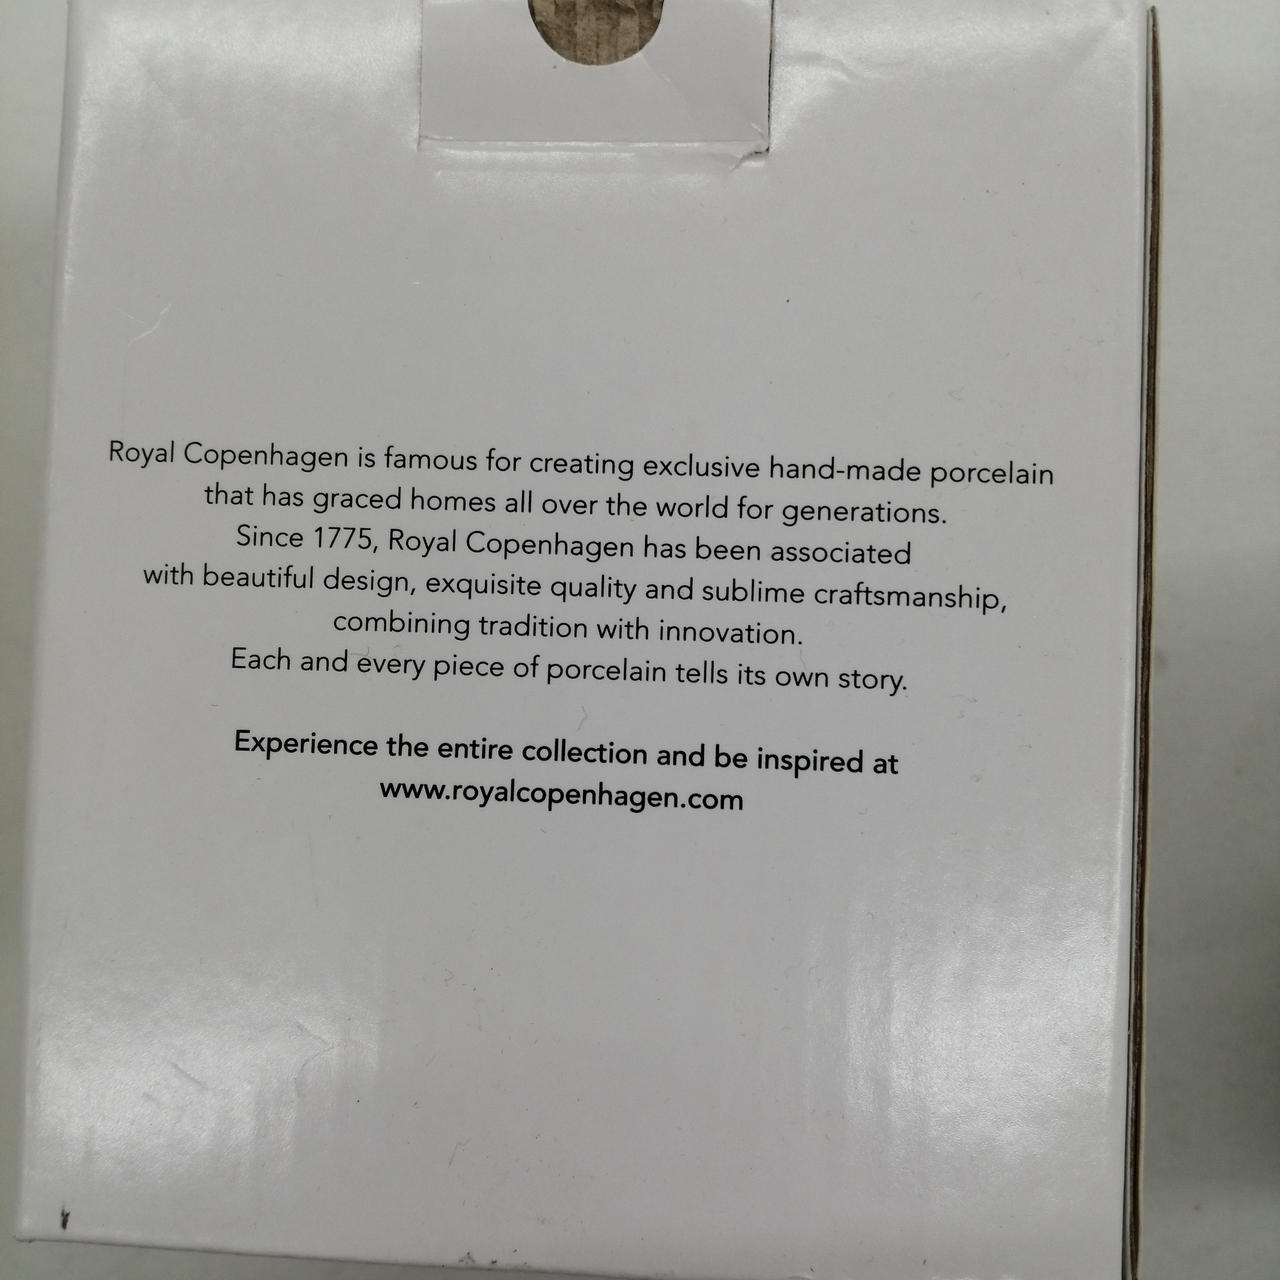 Royal Copenhagen is famous for creating exclusive hand-made porcelain
that has graced homes all over the world for generations.
Since 1775, Royal Copenhagen has been associated
with beautiful design, exquisite quality and sublime craftsmanship,
combining tradition with innovation.
Each and every piece of porcelain tells its own story.
Experience the entire collection and be inspired at
www.royalcopenhagen.com